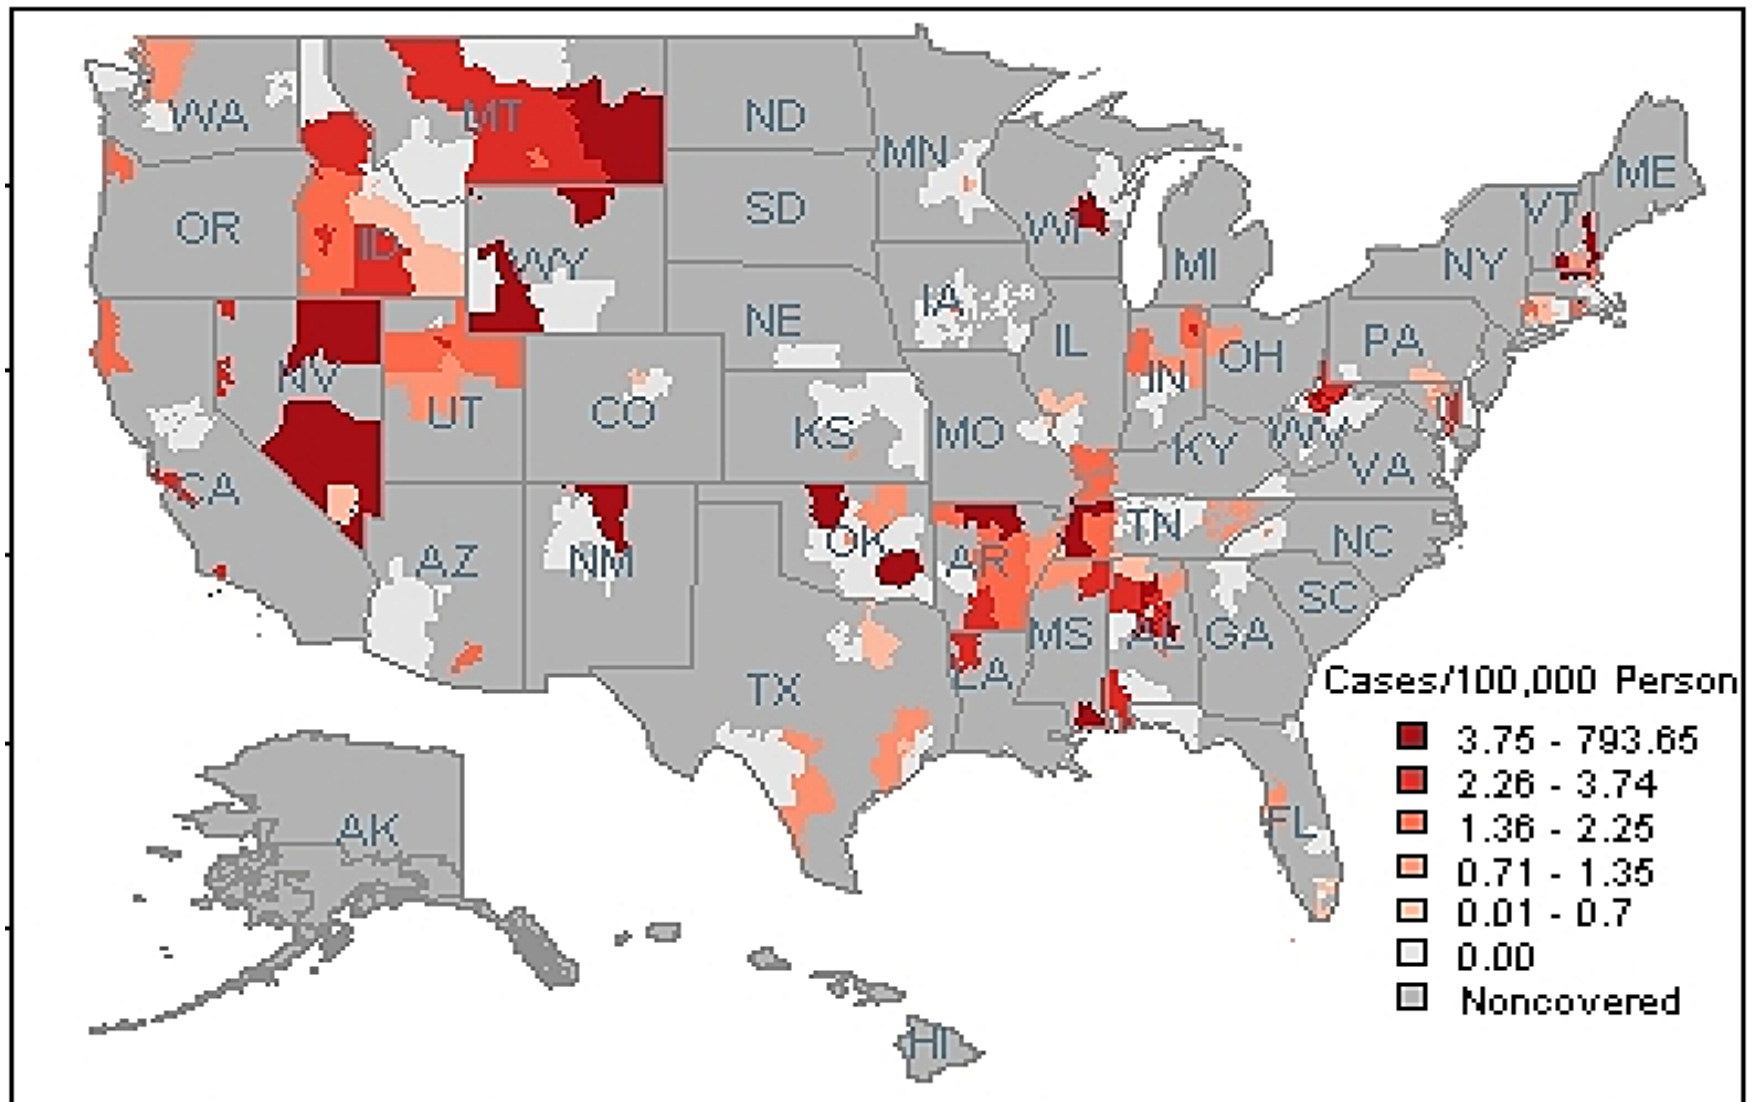 WA
MT
ND
MN
ME
OR
ID
WY
SD
WI
MI
VT
NY
NE
IA
IL
IN
OH
PA
NV
UT
CO
KS
MO
KY
WV
VA
CA
AZ
NM
OK
AR
TN
NC
SC
TX
LA
MS
AL
GA
FL
AK
HI
Cases/100,000 Person
3.75 - 793.65
2.26 - 3.74
1.36 - 2.25
0.71 - 1.35
0.01 - 0.7
0.00
Noncovered